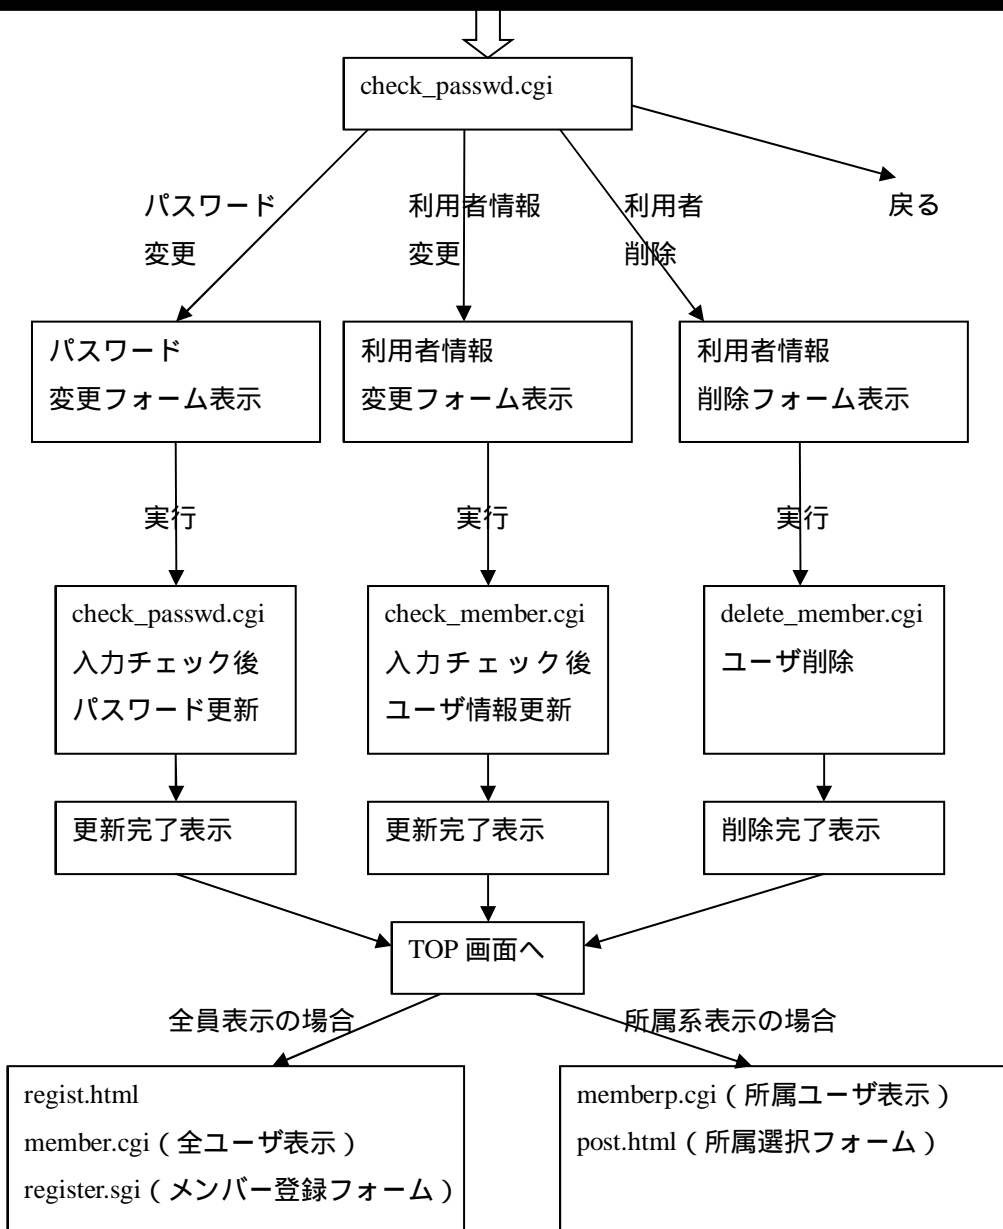 check_passwd.cgi
パスワード
変更
利用者情報
変更
利用者
削除
戻る
パスワード
変更フォーム表示
利用者情報
変更フォーム表示
利用者情報
削除フォーム表示
実行
実行
実行
check_passwd.cgi
入力チェック後
パスワード更新
check_member.cgi
入力チェック後
ユーザ情報更新
delete_member.cgi
ユーザ削除
更新完了表示
更新完了表示
削除完了表示
TOP 画面へ
全員表示の場合
所属系表示の場合
regist.html
member.cgi（全ユーザ表示）
register.sgi（メンバー登録フォーム）
memberp.cgi（所属ユーザ表示）
post.html（所属選択フォーム）